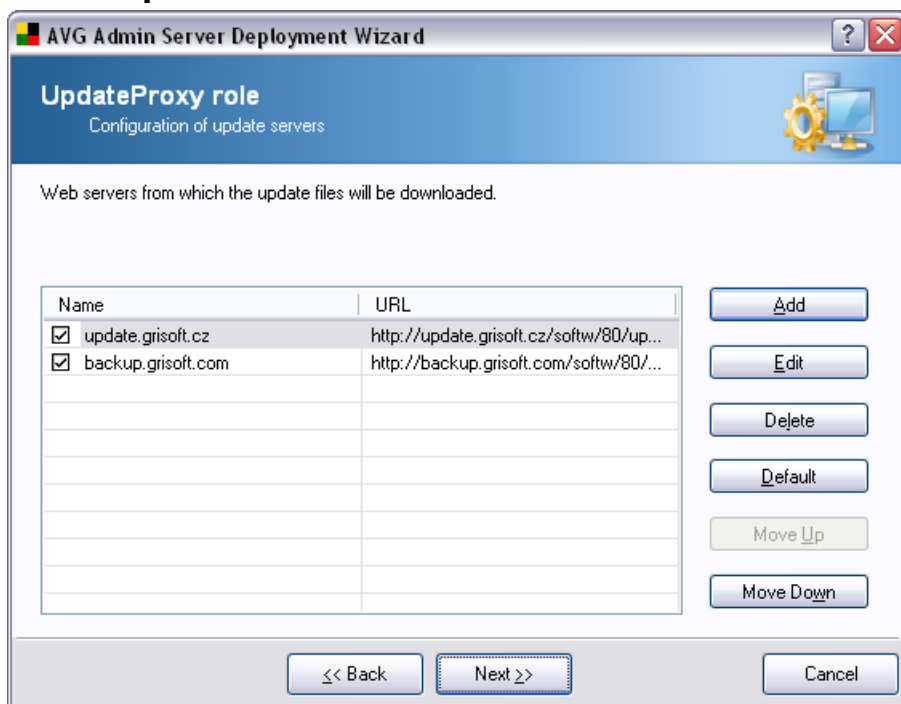 AVG Admin Server Deployment Wizard
UpdateProxy role
Configuration of update servers
Web servers from which the update files will be downloaded.
Name URL
update.grisoft.cz http://update.grisoft.cz/softw/80/up...
backup.grisoft.com http://backup.grisoft.com/softw/80/...
Add
Edit
Delete
Default
Move Up
Move Down
<< Back Next >> Cancel